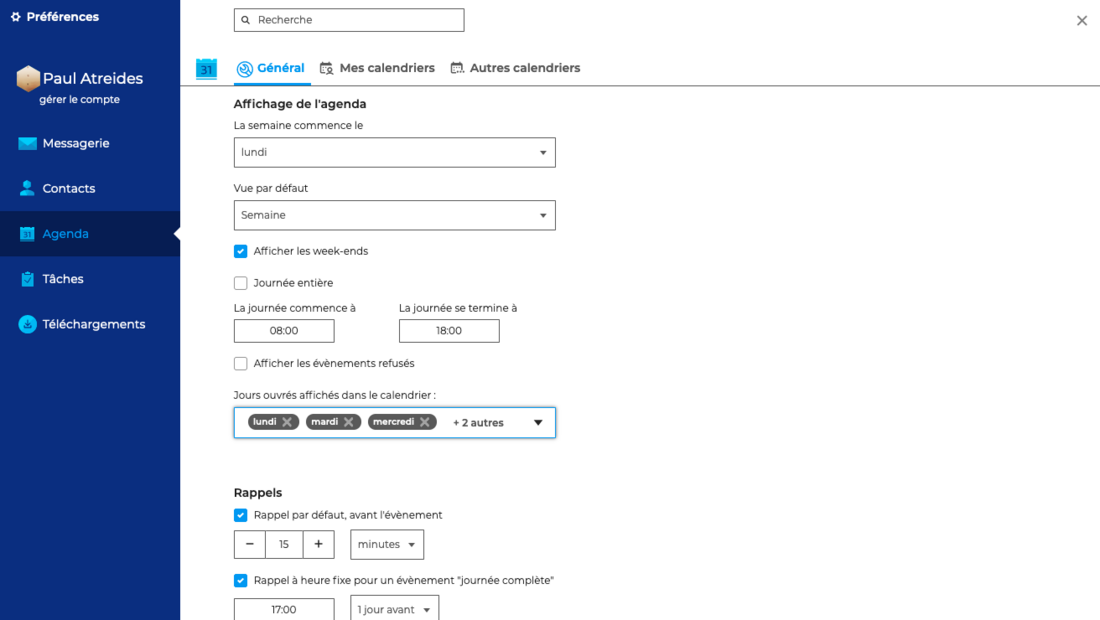 Préférences
Recherche
Paul Atreides
gérer le compte
Messagerie
Contacts
31 Agenda
Tâches
Téléchargements
31 Général Mes calendriers Autres calendriers
Affichage de l'agenda
La semaine commence le
lundi
Vue par défaut
Semaine
Afficher les week-ends
Journée entière
La journée commence à La journée se termine à
08:00 18:00
Afficher les évènements refusés
Jours ouvrés affichés dans le calendrier :
lundi mardi mercredi + 2 autres
Rappels
Rappel par défaut, avant l'évènement
− 15 + minutes
Rappel à heure fixe pour un évènement "journée complète"
17:00 1 jour avant